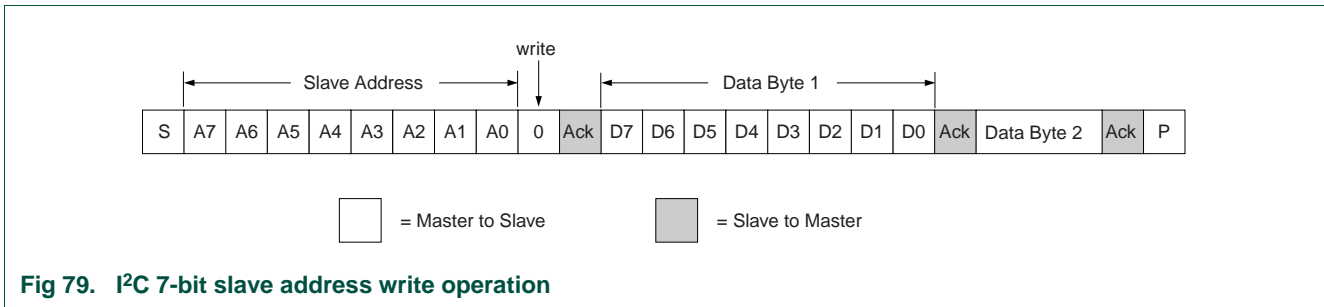 write
Slave Address
Data Byte 1
S A7 A6 A5 A4 A3 A2 A1 A0 0 Ack D7 D6 D5 D4 D3 D2 D1 D0 Ack Data Byte 2 Ack P
= Master to Slave
= Slave to Master
Fig 79. I²C 7-bit slave address write operation